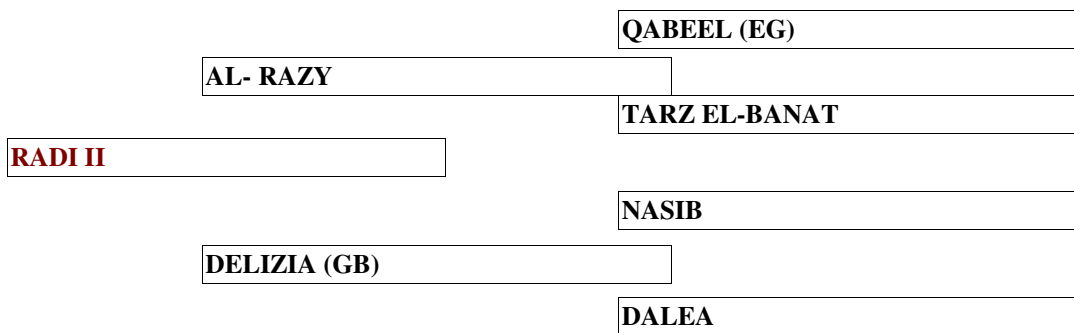 QABEEL (EG)
AL- RAZY
TARZ EL-BANAT
RADI II
NASIB
DELIZIA (GB)
DALEA